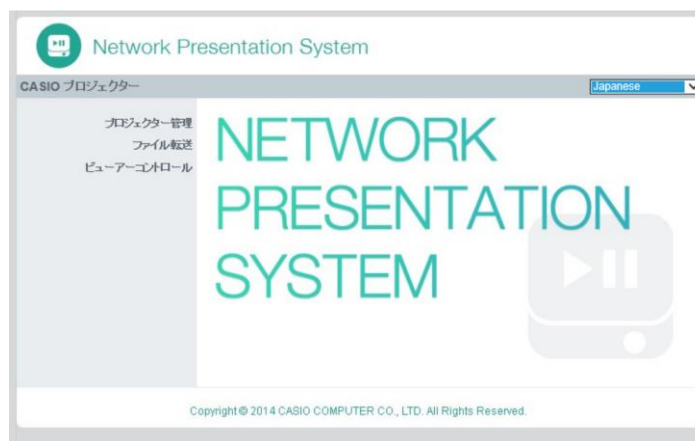 Network Presentation System
CASIO プロジェクター
Japanese
プロジェクター管理
ファイル転送
ビューアーコントロール
NETWORK
PRESENTATION
SYSTEM
Copyright © 2014 CASIO COMPUTER CO., LTD. All Rights Reserved.